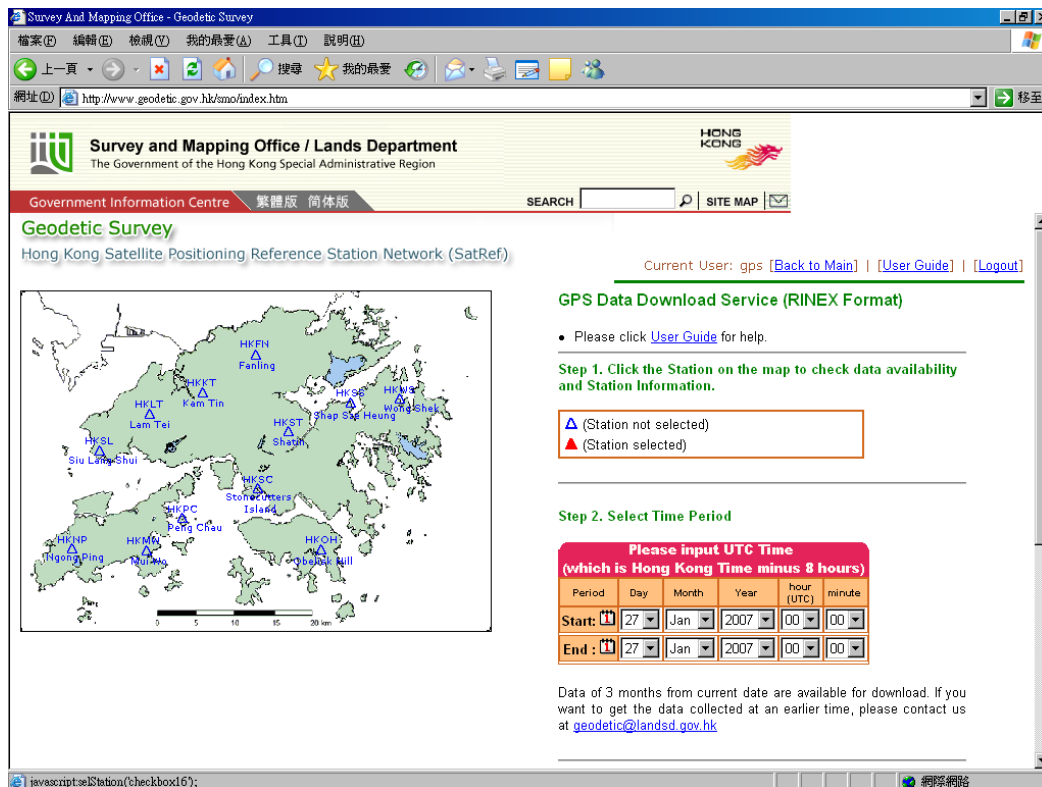 Survey And Mapping Office - Geodetic Survey
檔案(F) 編輯(E) 檢視(V) 我的最愛(A) 工具(T) 說明(H)
上一頁 搜尋 我的最愛
網址(D) http://www.geodetic.gov.hk/smo/index.htm 移至
Survey and Mapping Office / Lands Department
The Government of the Hong Kong Special Administrative Region
HONG
KONG
Government Information Centre 繁體版 简体版 SEARCH SITE MAP
Geodetic Survey
Hong Kong Satellite Positioning Reference Station Network (SatRef)
Current User: gps [Back to Main] | [User Guide] | [Logout]
HKFN
Fanling
HKKT
Kam Tin
HKLT
Lam Tei
HKSL
Siu Lang Shui
HKSS
Shap Sze Heung
HKWS
Wong Shek
HKST
Shatin
HKSC
Stonecutters
Island
HKPC
Peng Chau
HKNP
Ngong Ping
HKMW
Mui Wo
HKOH
Obelisk Hill
0 5 10 15 20 km
GPS Data Download Service (RINEX Format)
• Please click User Guide for help.
Step 1. Click the Station on the map to check data availability
and Station Information.
(Station not selected)
(Station selected)
Step 2. Select Time Period
Please input UTC Time
(which is Hong Kong Time minus 8 hours)
Period Day Month Year hour (UTC) minute
Start: 1 27 Jan 2007 00 00
End : 1 27 Jan 2007 00 00
Data of 3 months from current date are available for download. If you
want to get the data collected at an earlier time, please contact us
at geodetic@landsd.gov.hk
javascript:selStation('checkbox16'); 網際網路